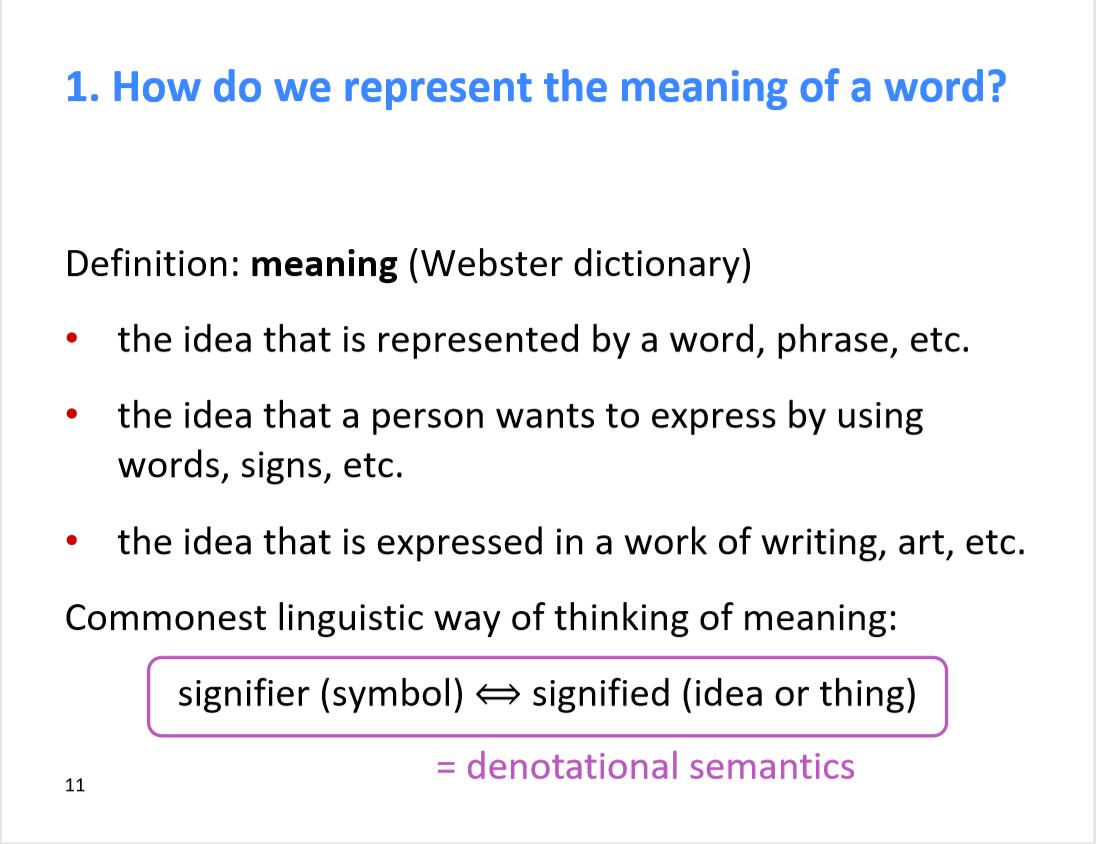 1. How do we represent the meaning of a word?
Definition: meaning (Webster dictionary)
• the idea that is represented by a word, phrase, etc.
• the idea that a person wants to express by using
words, signs, etc.
• the idea that is expressed in a work of writing, art, etc.
Commonest linguistic way of thinking of meaning:
signifier (symbol) ⟺ signified (idea or thing)
= denotational semantics
11